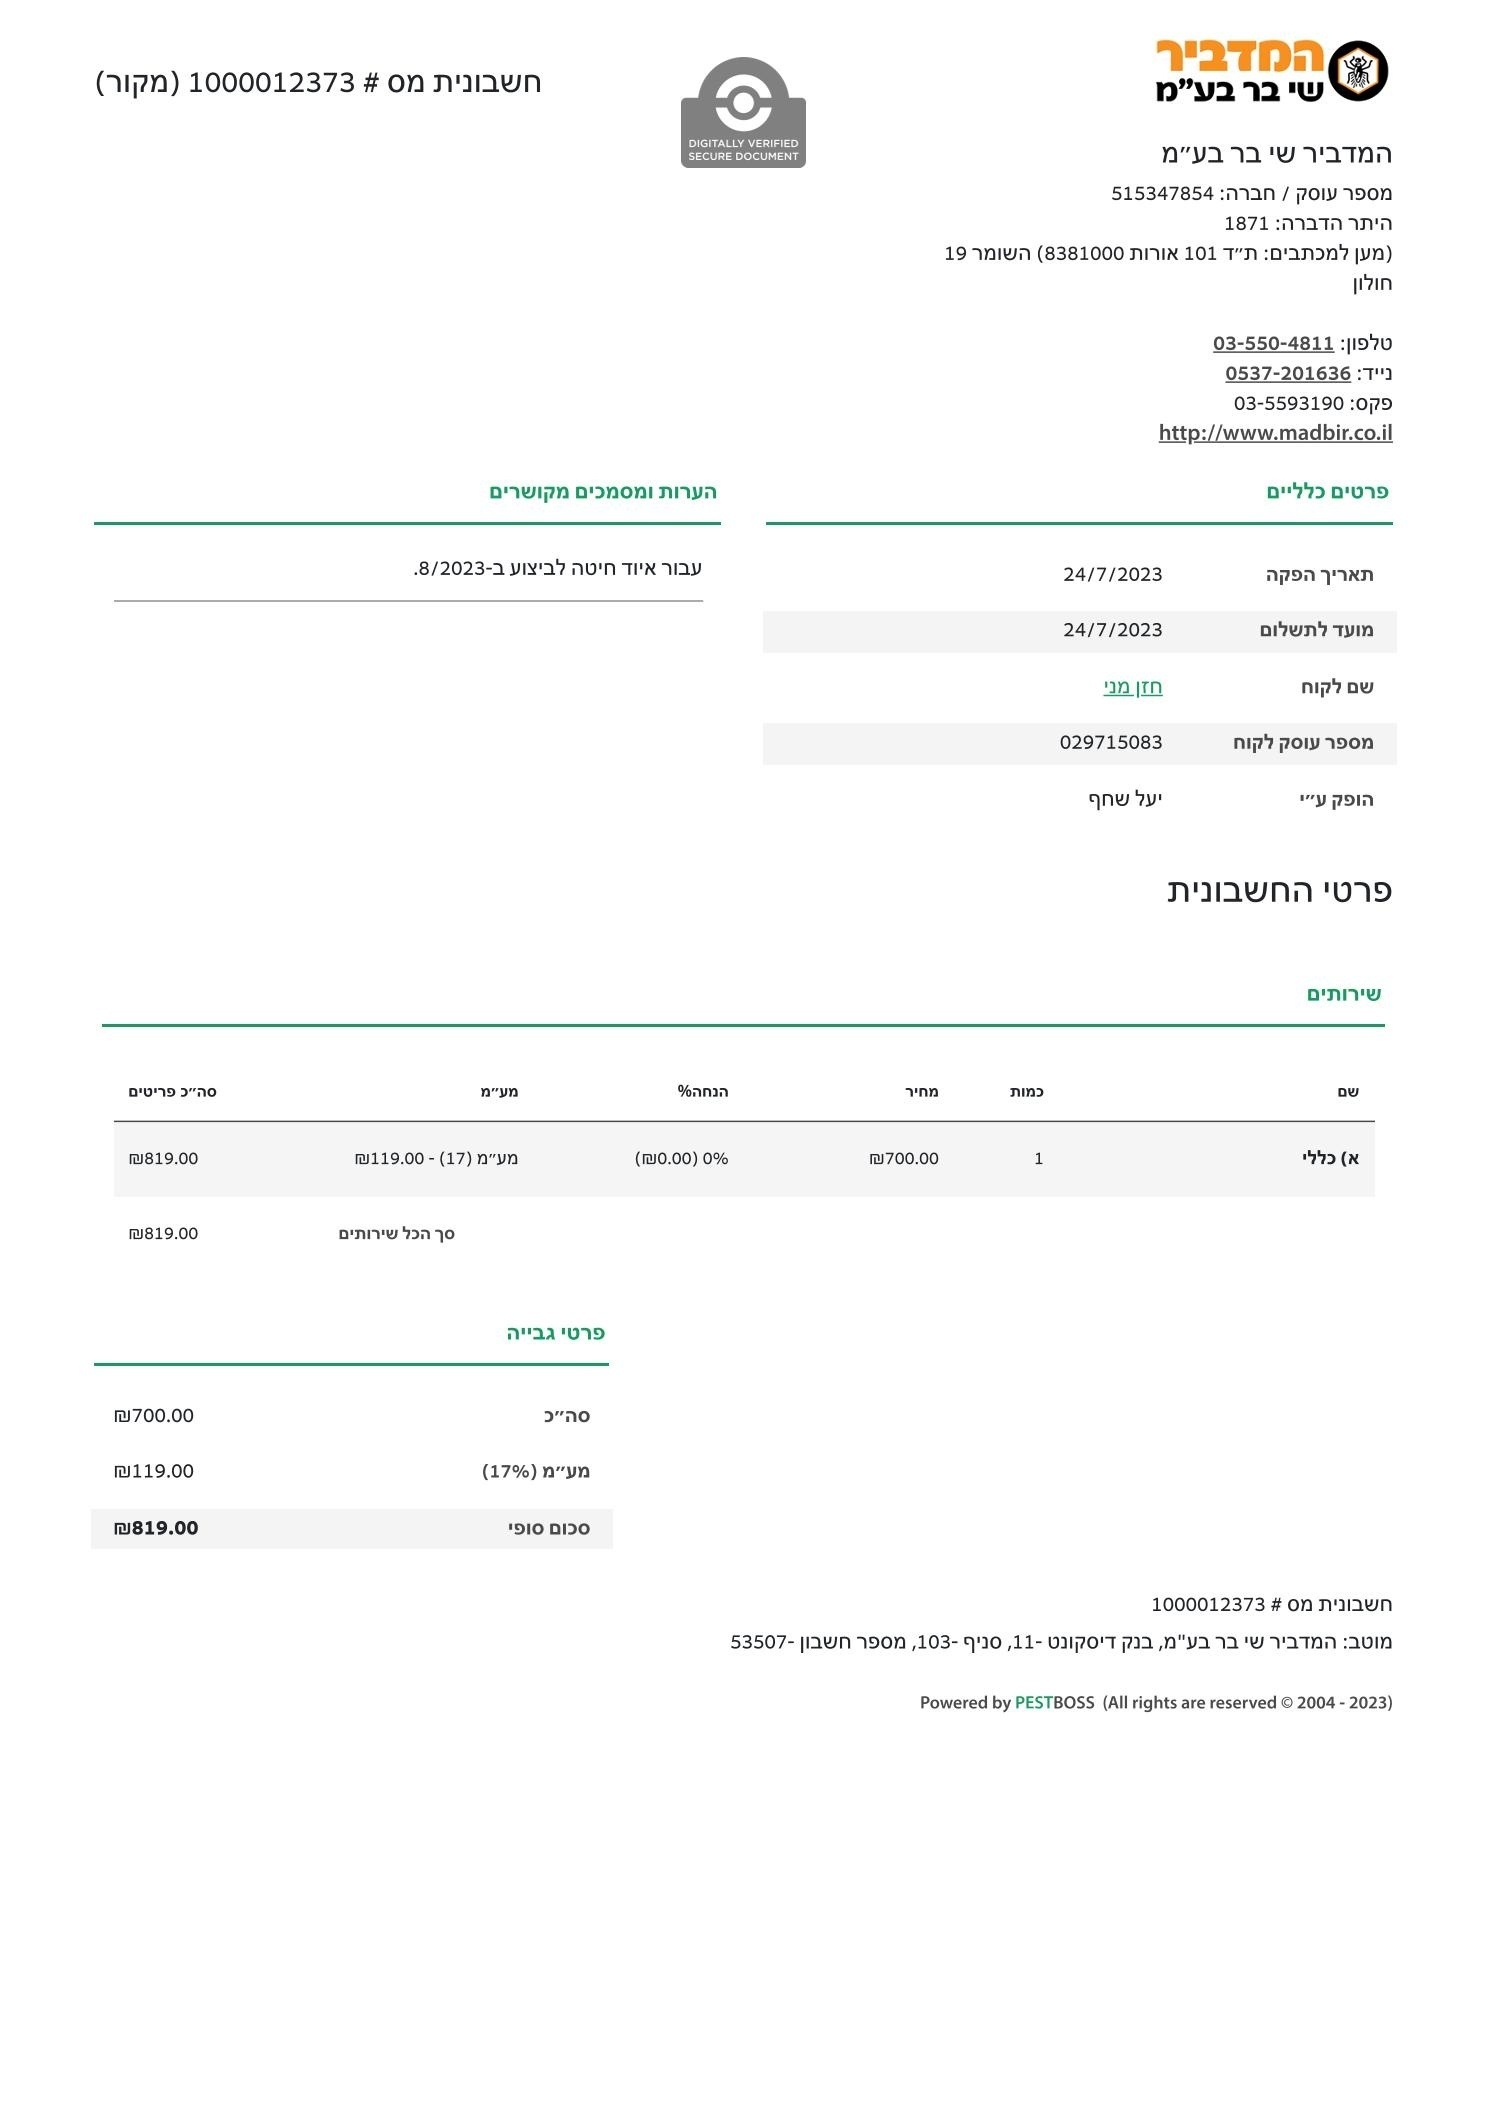 המדביר
שי בר בע״מ
DIGITALLY VERIFIED
SECURE DOCUMENT
חשבונית מס # 1000012373 (מקור)
המדביר שי בר בע״מ
מספר עוסק / חברה: 515347854
היתר הדברה: 1871
(מען למכתבים: ת״ד 101 אורות 8381000) השומר 19
חולון
טלפון: 03-550-4811
נייד: 0537-201636
פקס: 03-5593190
http://www.madbir.co.il
פרטים כלליים
תאריך הפקה 24/7/2023
מועד לתשלום 24/7/2023
שם לקוח חזן מני
מספר עוסק לקוח 029715083
הופק ע״י יעל שחף
הערות ומסמכים מקושרים
עבור איוד חיטה לביצוע ב-8/2023.
פרטי החשבונית
שירותים
שם כמות מחיר הנחה% מע״מ סה״כ פריטים
א) כללי 1 ₪700.00 0% (₪0.00) מע״מ (17) - ₪119.00 ₪819.00
סך הכל שירותים ₪819.00
פרטי גבייה
סה״כ ₪700.00
מע״מ (17%) ₪119.00
סכום סופי ₪819.00
חשבונית מס # 1000012373
מוטב: המדביר שי בר בע"מ, בנק דיסקונט -11, סניף -103, מספר חשבון -53507
Powered by PESTBOSS (All rights are reserved © 2004 - 2023)